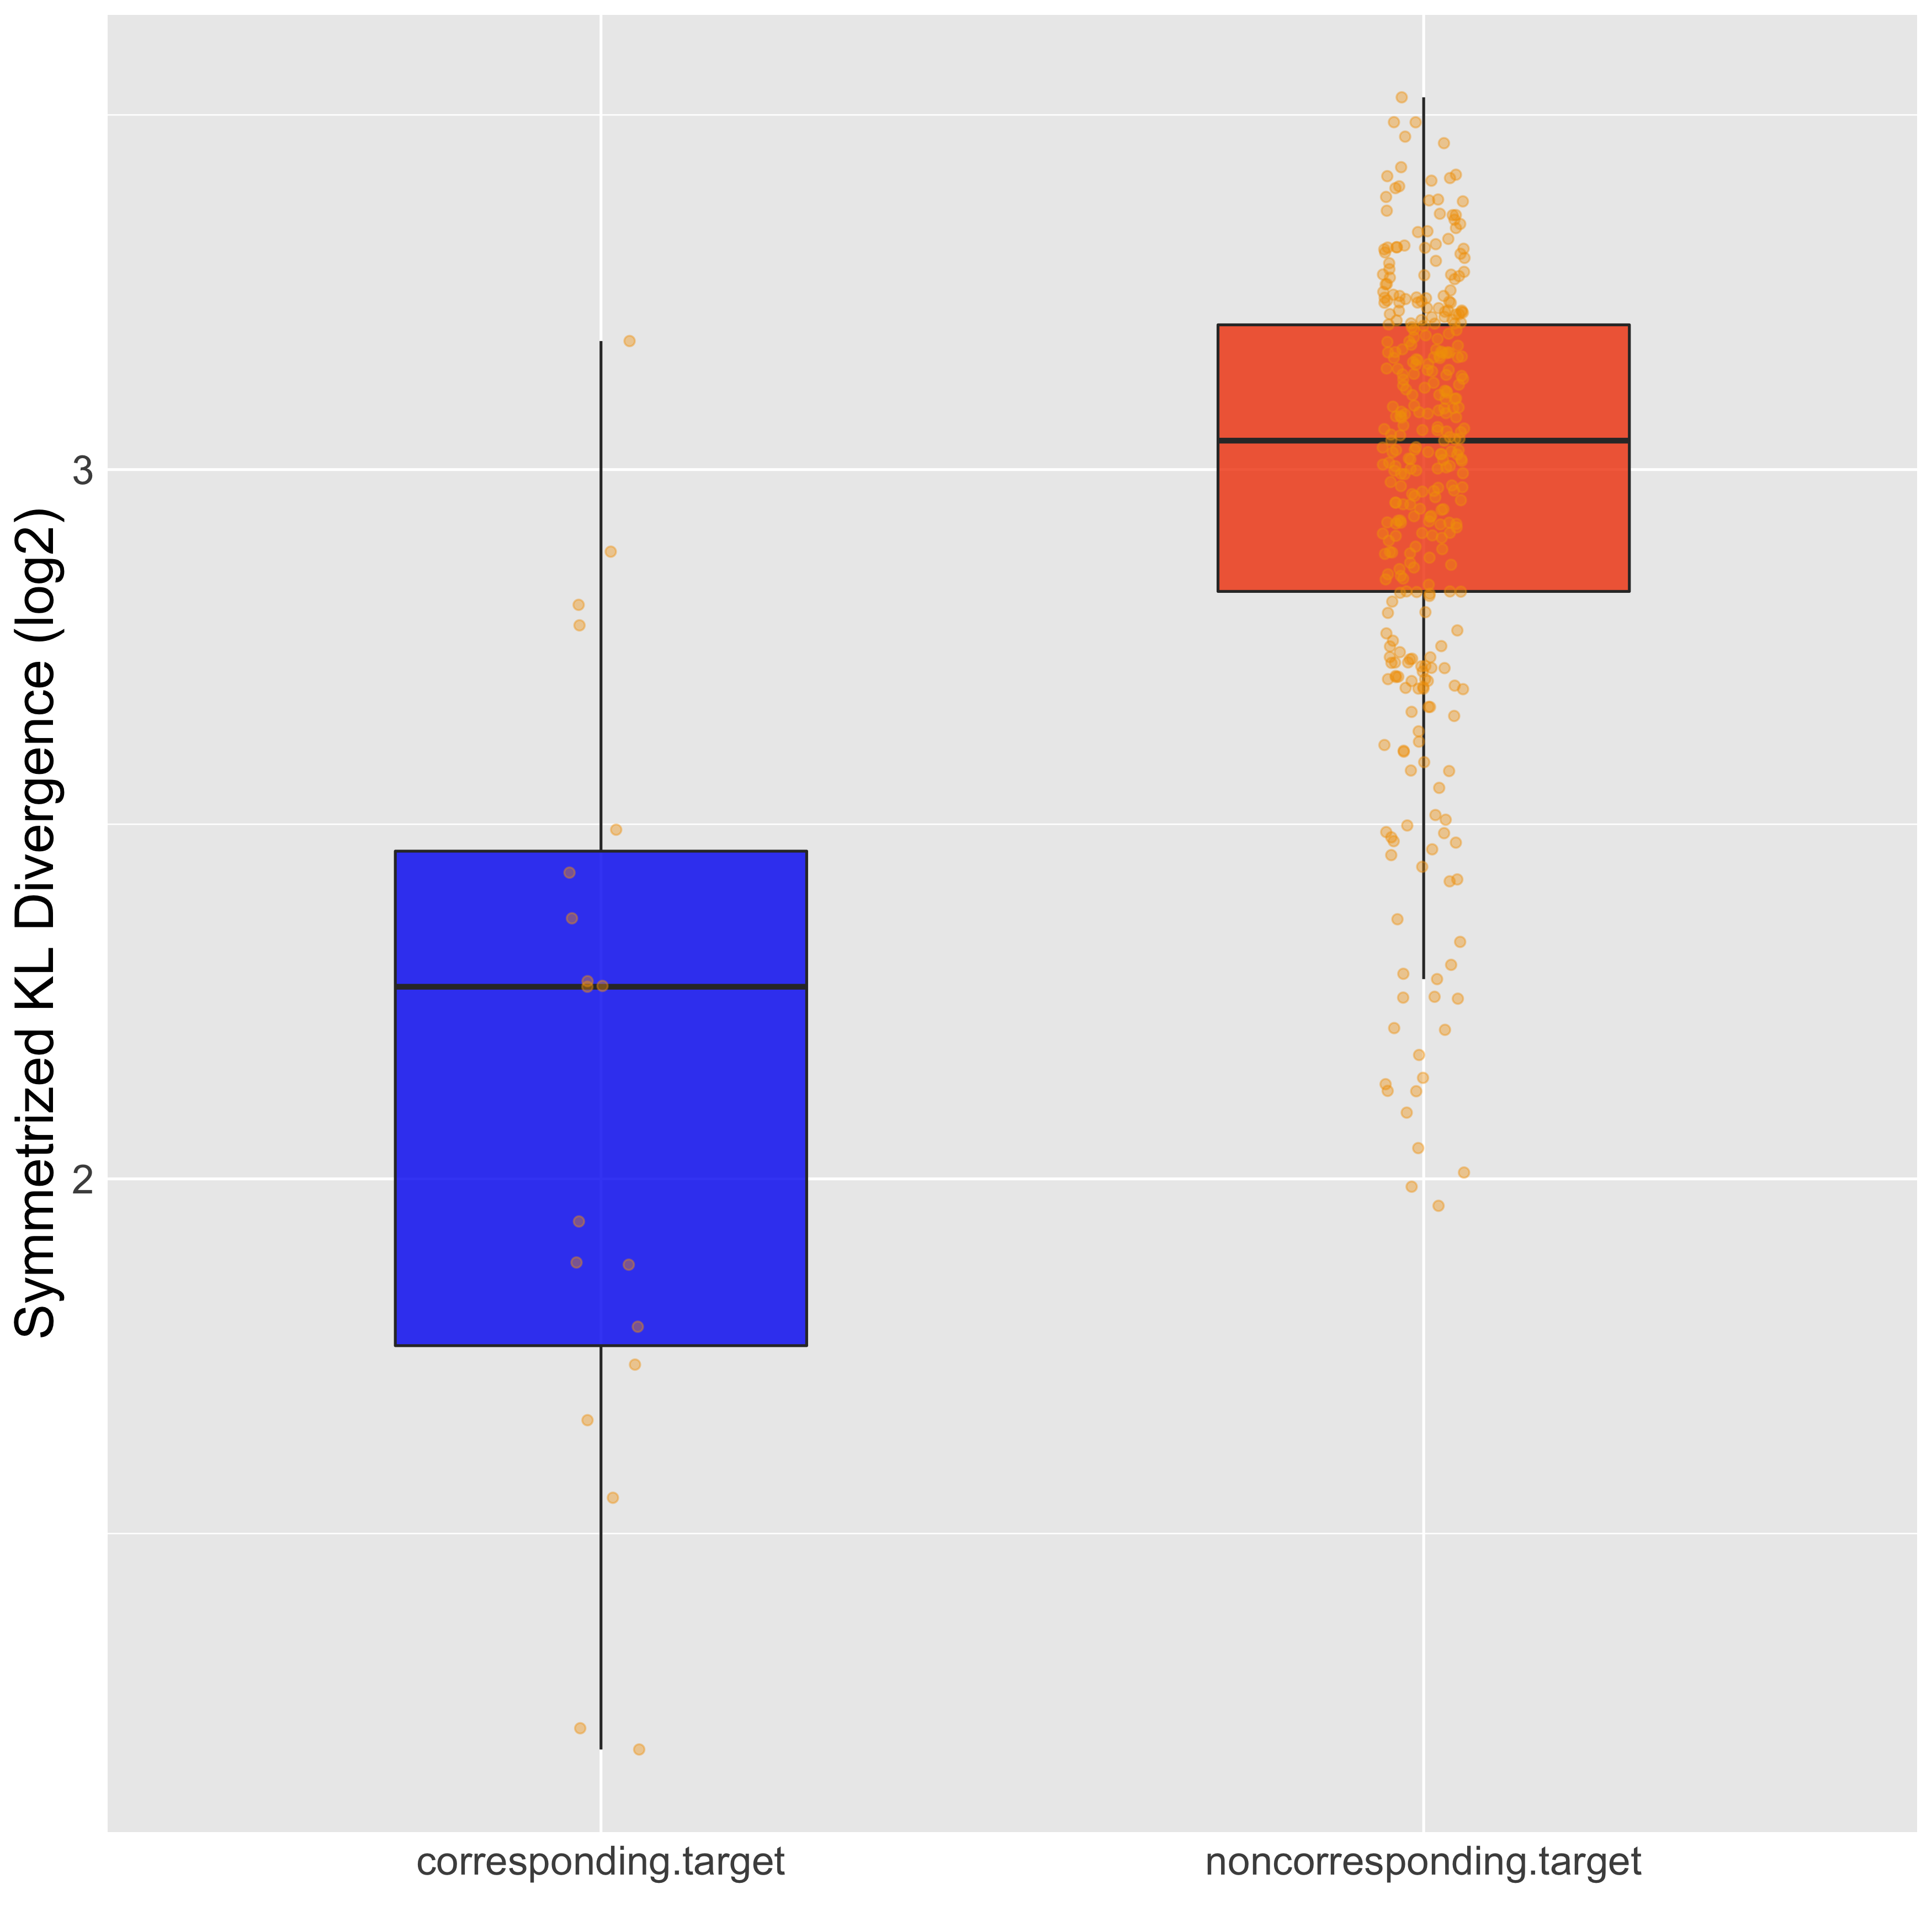 Symmetrized KL Divergence (log2)
3
2
corresponding.target
noncorresponding.target